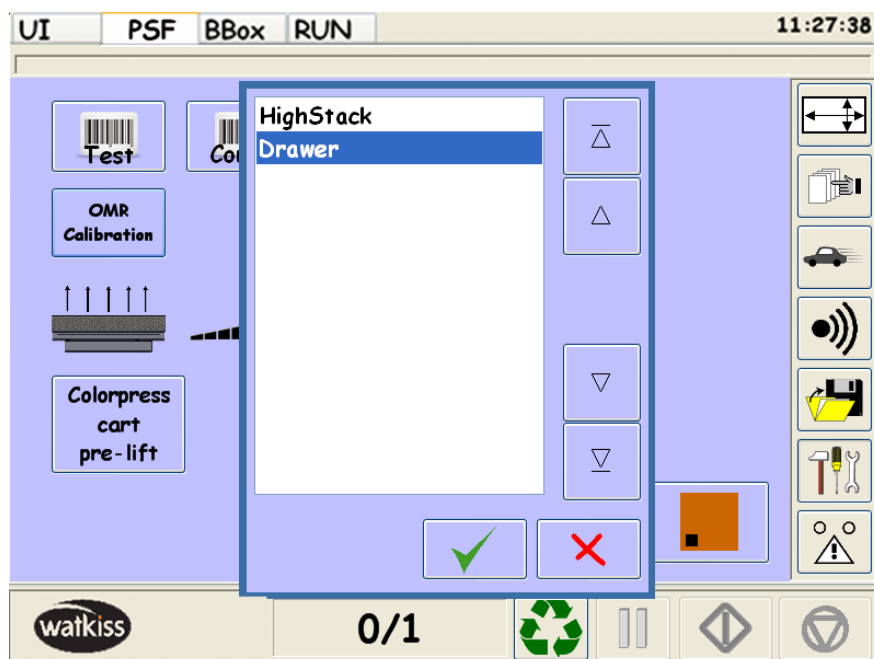 UI PSF BBox RUN 11:27:38
HighStack
Drawer
Test
OMR
Calibration
Colorpress
cart
pre-lift
watkiss
0/1